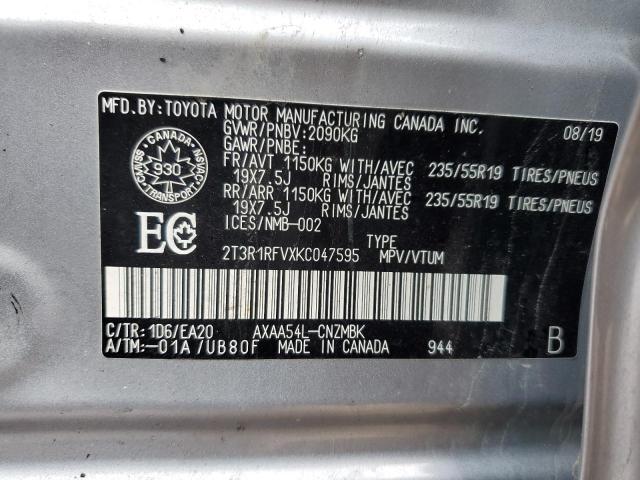 MFD.BY:TOYOTA MOTOR MANUFACTURING CANADA INC. 08/19
GVWR/PNBV:2090KG
GAWR/PNBE:
FR/AVT 1150KG WITH/AVEC 235/55R19 TIRES/PNEUS
19X7.5J RIMS/JANTES
RR/ARR 1150KG WITH/AVEC 235/55R19 TIRES/PNEUS
19X7.5J RIMS/JANTES
ICES/NMB-002
TYPE
2T3R1RFVXKC047595 MPV/VTUM
CANADA
930
TRANSPORT
CMVSS
NSVAC
EC
C/TR: 1D6/EA20 AXAA54L-CNZMBK
A/TM:-01A/UB80F MADE IN CANADA 944 B